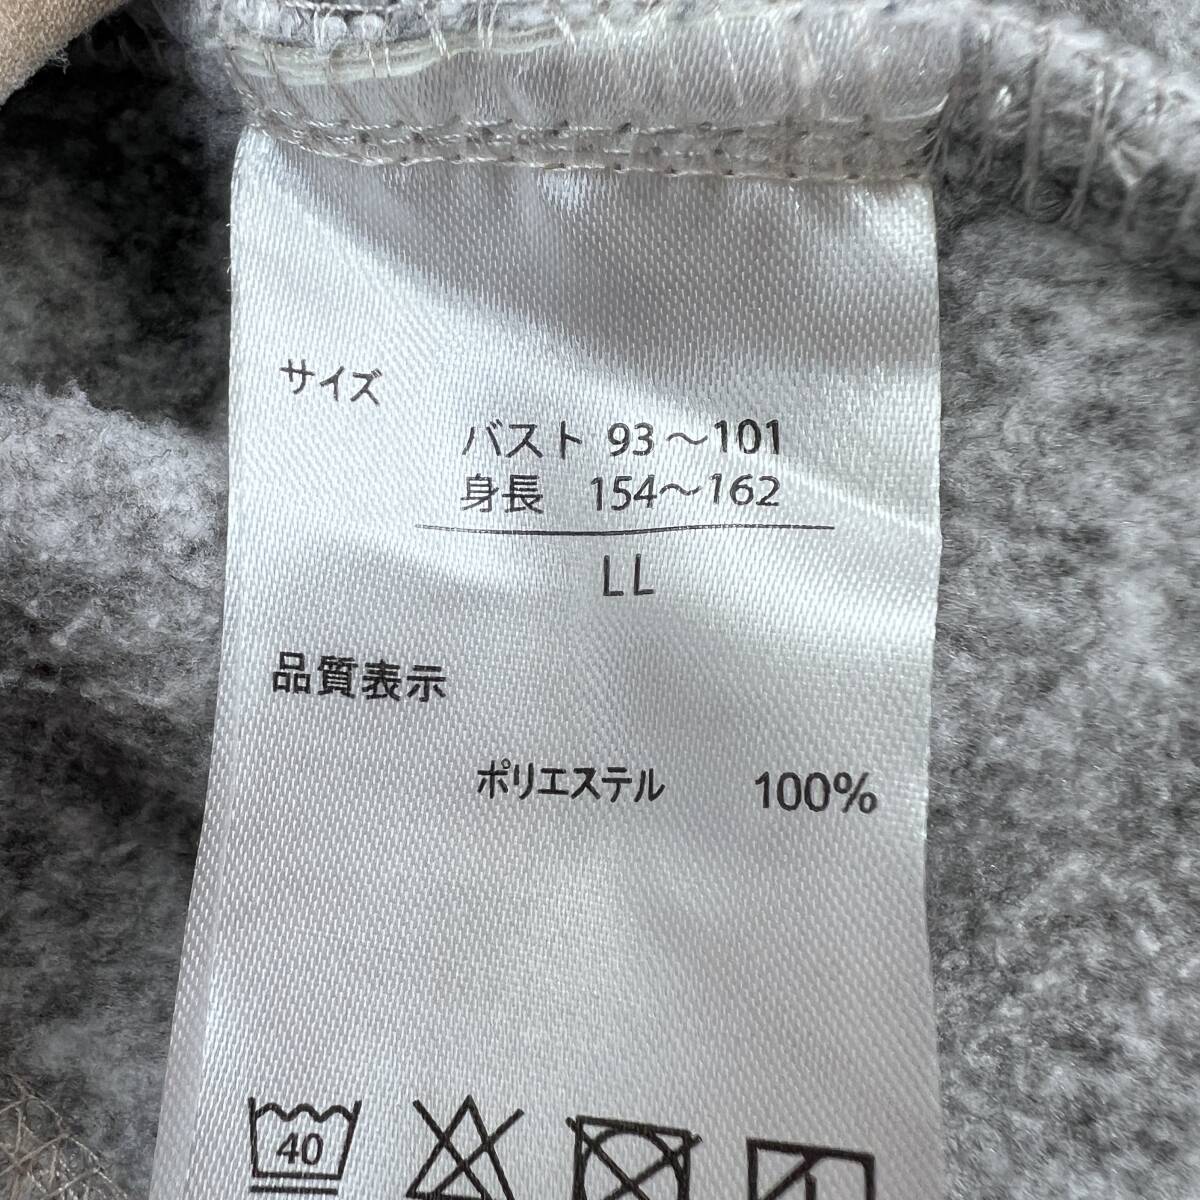 サイズ
バスト 93～101
身長 154～162
LL
品質表示
ポリエステル 100%
40